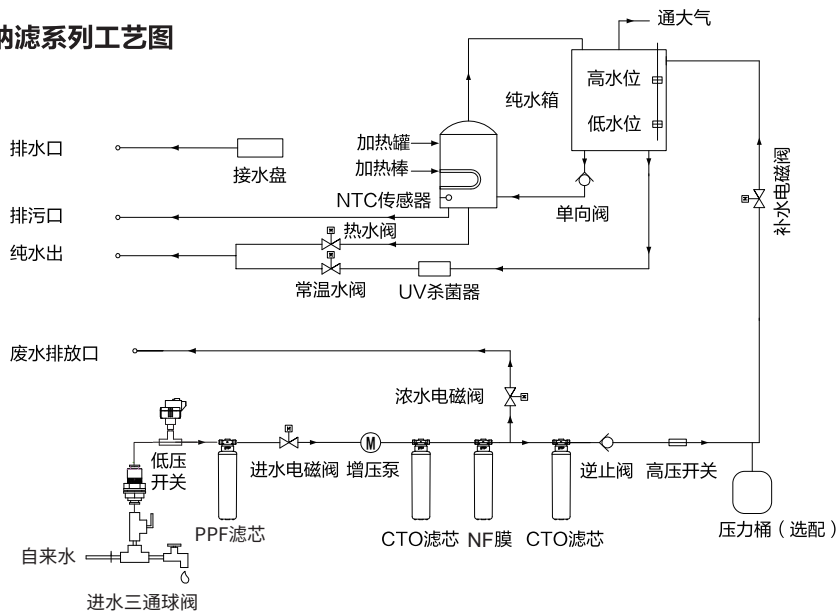 纳滤系列工艺图
通大气
高水位
纯水箱
低水位
加热罐
排水口
接水盘
加热棒
补水电磁阀
NTC传感器
排污口
单向阀
热水阀
纯水出
常温水阀
UV杀菌器
废水排放口
浓水电磁阀
低压
开关
进水电磁阀
M
增压泵
逆止阀
高压开关
PPF滤芯
CTO滤芯
NF膜
CTO滤芯
压力桶（选配）
自来水
进水三通球阀